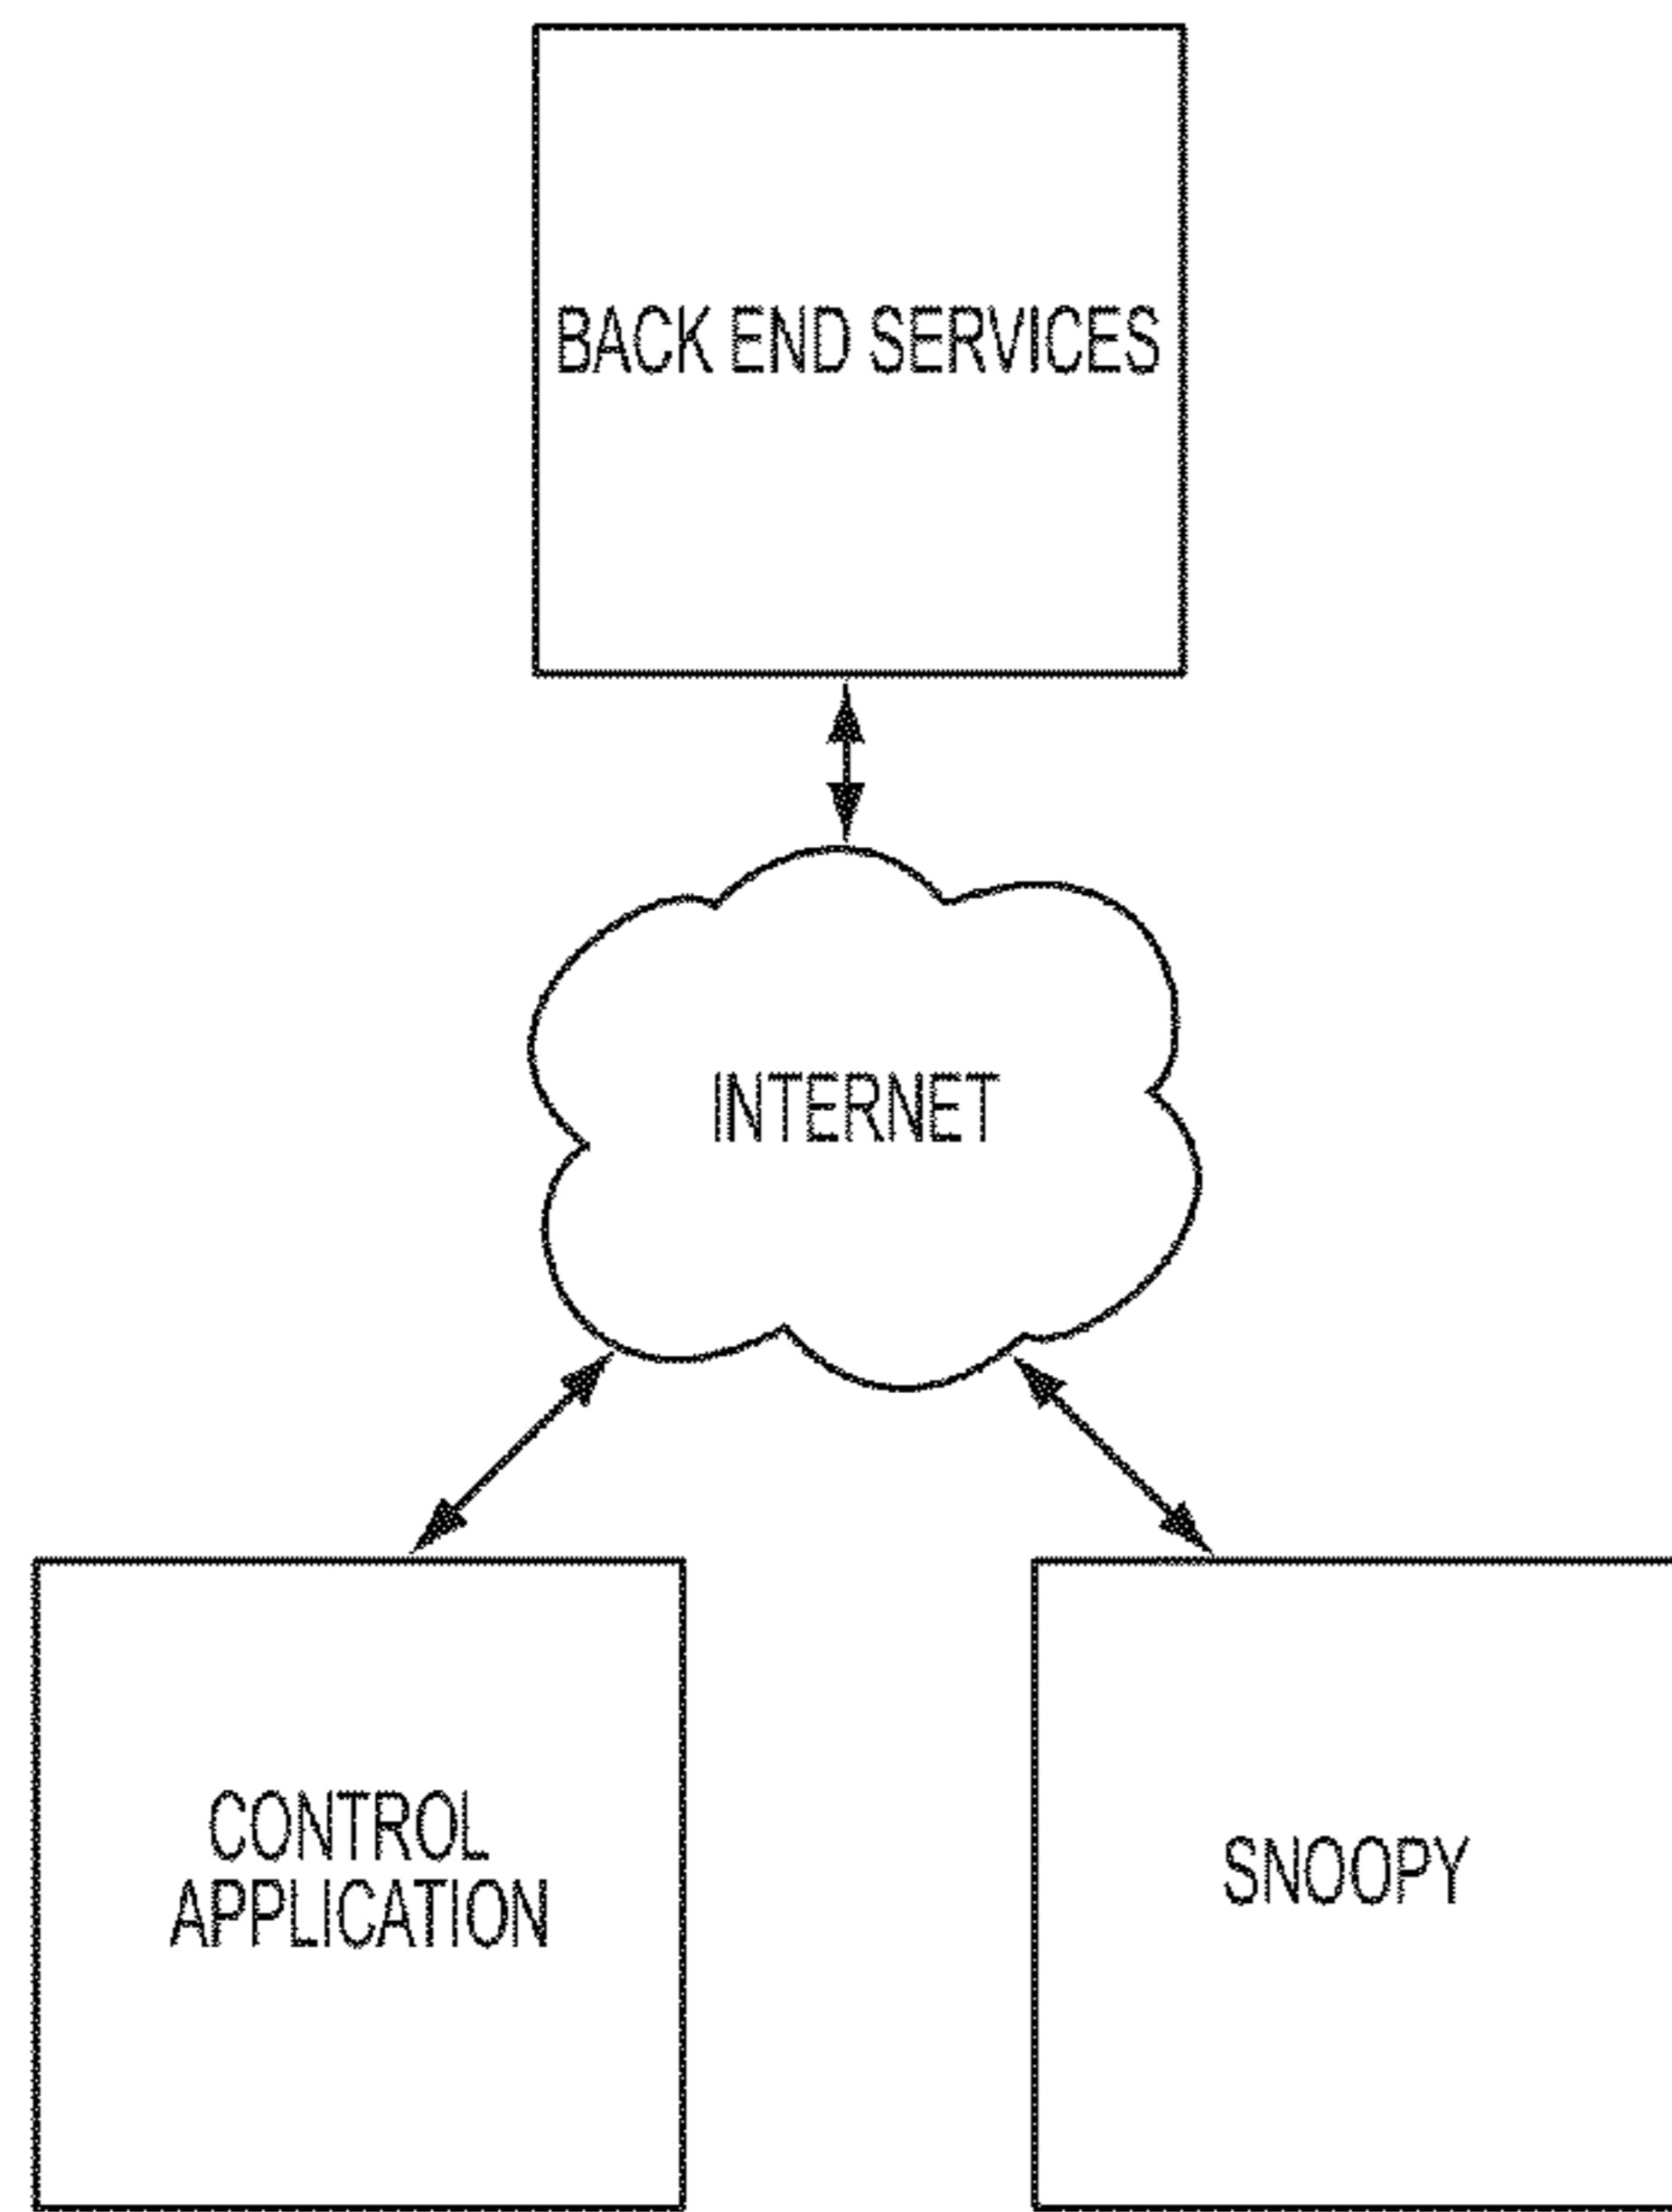 BACK END SERVICES
INTERNET
CONTROL
APPLICATION
SNOOPY